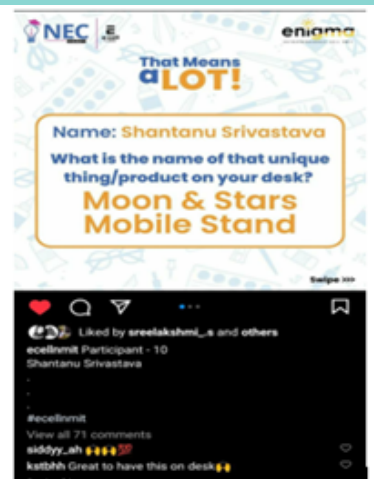 NEC
enigma
That Means
a LOT!
Name: Shantanu Srivastava
What is the name of that unique
thing/product on your desk?
Moon & Stars
Mobile Stand
Swipe >>>
Liked by sreelakshmi_.s and others
ecellnmit Participant - 10
Shantanu Srivastava
.
.
.
#ecellnmit
View all 71 comments
siddyy_ah 🙌🙌💯
kstbhh Great to have this on desk🙌